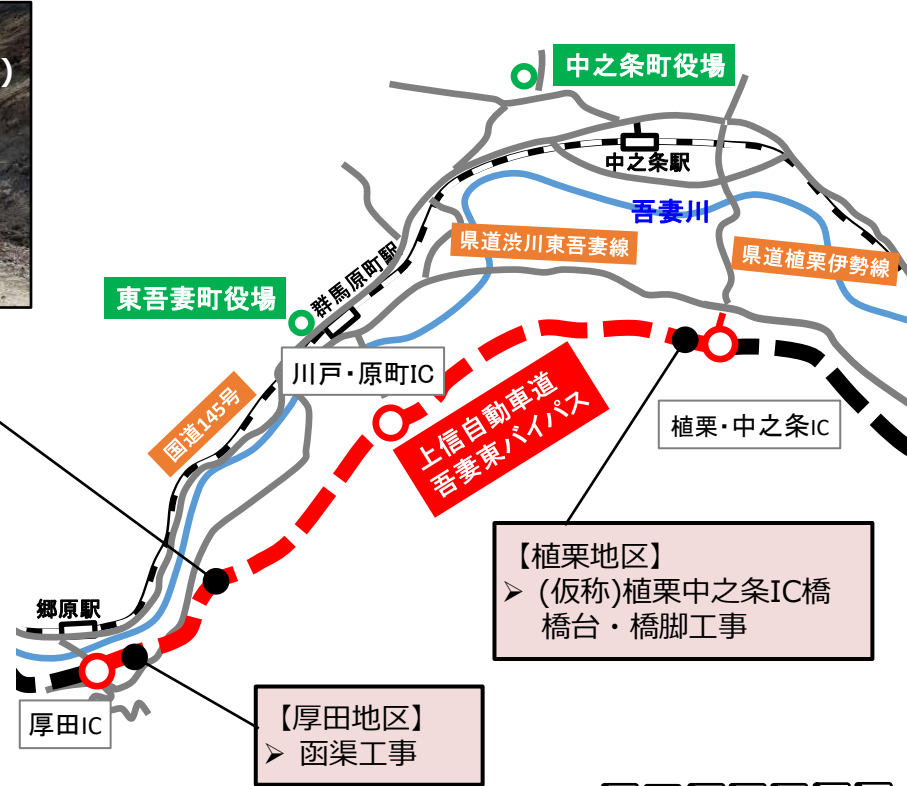 )
中之条町役場
中之条駅
吾妻川
県道渋川東吾妻線
県道植栗伊勢線
群馬原町駅
東吾妻町役場
川戸・原町IC
国道145号
上信自動車道
吾妻東バイパス
植栗・中之条IC
【植栗地区】
➢ (仮称)植栗中之条IC橋
橋台・橋脚工事
郷原駅
厚田IC
【厚田地区】
➢ 函渠工事